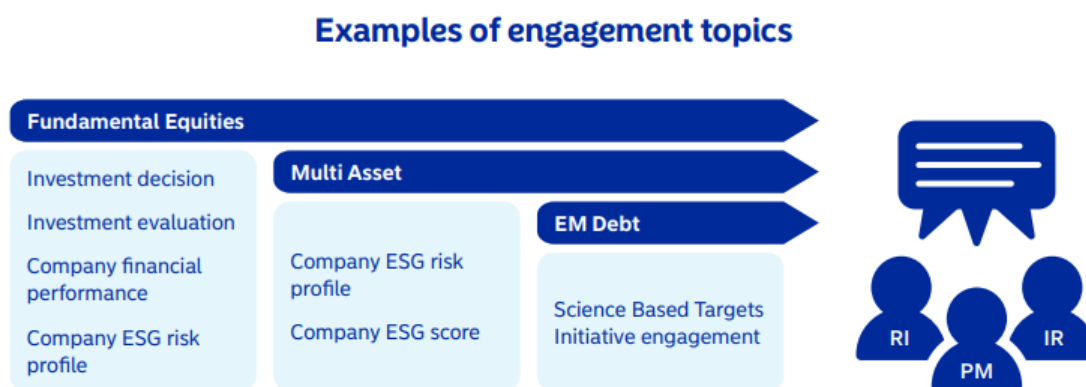 Examples of engagement topics
Fundamental Equities
Investment decision
Investment evaluation
Company financial
performance
Company ESG risk
profile
Multi Asset
Company ESG risk
profile
Company ESG score
EM Debt
Science Based Targets
Initiative engagement
RI
PM
IR